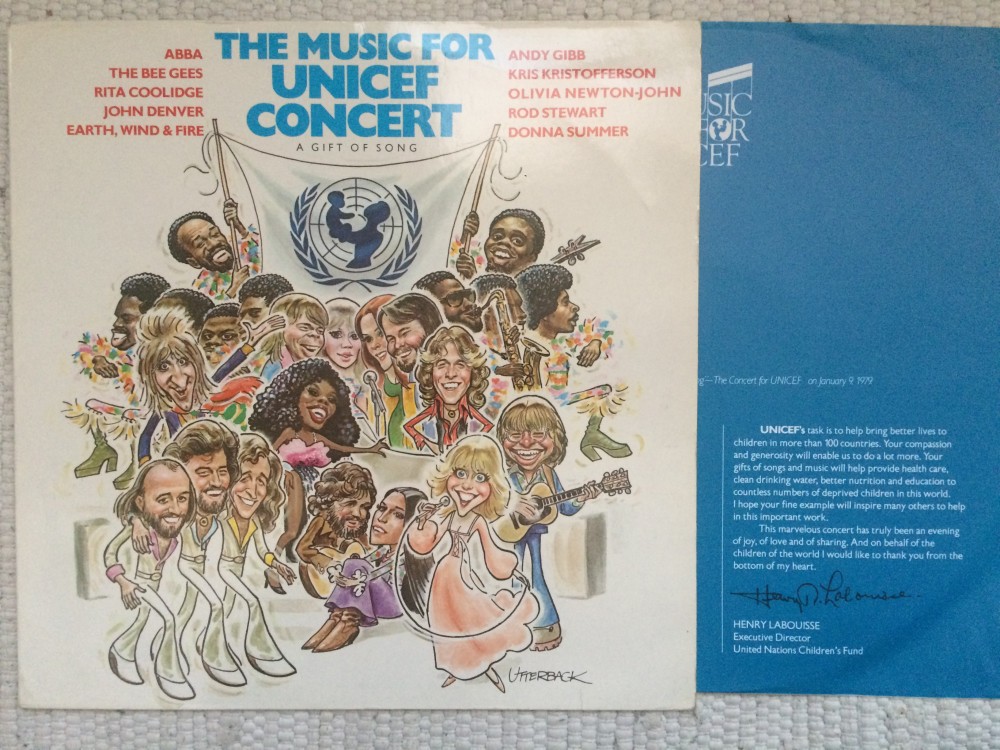 ABBA
THE BEE GEES
RITA COOLIDGE
JOHN DENVER
EARTH, WIND & FIRE
THE MUSIC FOR
UNICEF
CONCERT
A GIFT OF SONG
ANDY GIBB
KRIS KRISTOFFERSON
OLIVIA NEWTON-JOHN
ROD STEWART
DONNA SUMMER
UTTERBACK
USIC
FOR
CEF
g"—The Concert for UNICEF on January 9, 1979
UNICEF's task is to help bring better lives to
children in more than 100 countries. Your compassion
and generosity will enable us to do a lot more. Your
gifts of songs and music will help provide health care,
clean drinking water, better nutrition and education to
countless numbers of deprived children in this world.
I hope your fine example will inspire many others to help
in this important work.
This marvelous concert has truly been an evening
of joy, of love and of sharing. And on behalf of the
children of the world I would like to thank you from the
bottom of my heart.
Henry R. Labouisse
HENRY LABOUISSE
Executive Director
United Nations Children's Fund